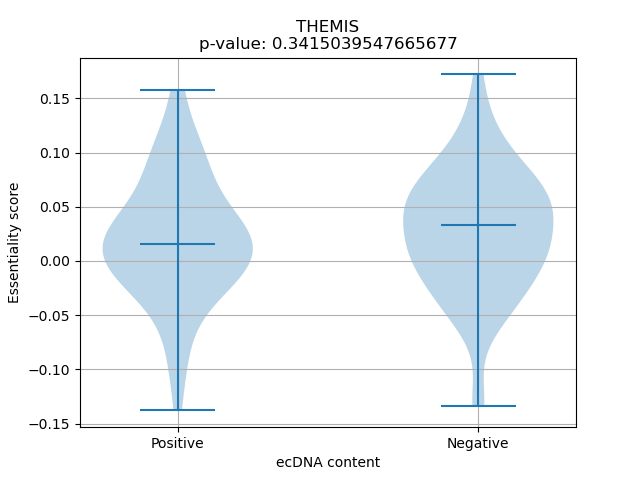 THEMIS
p-value: 0.3415039547665677
0.15
0.10
0.05
0.00
−0.05
−0.10
−0.15
Essentiality score
Positive
Negative
ecDNA content